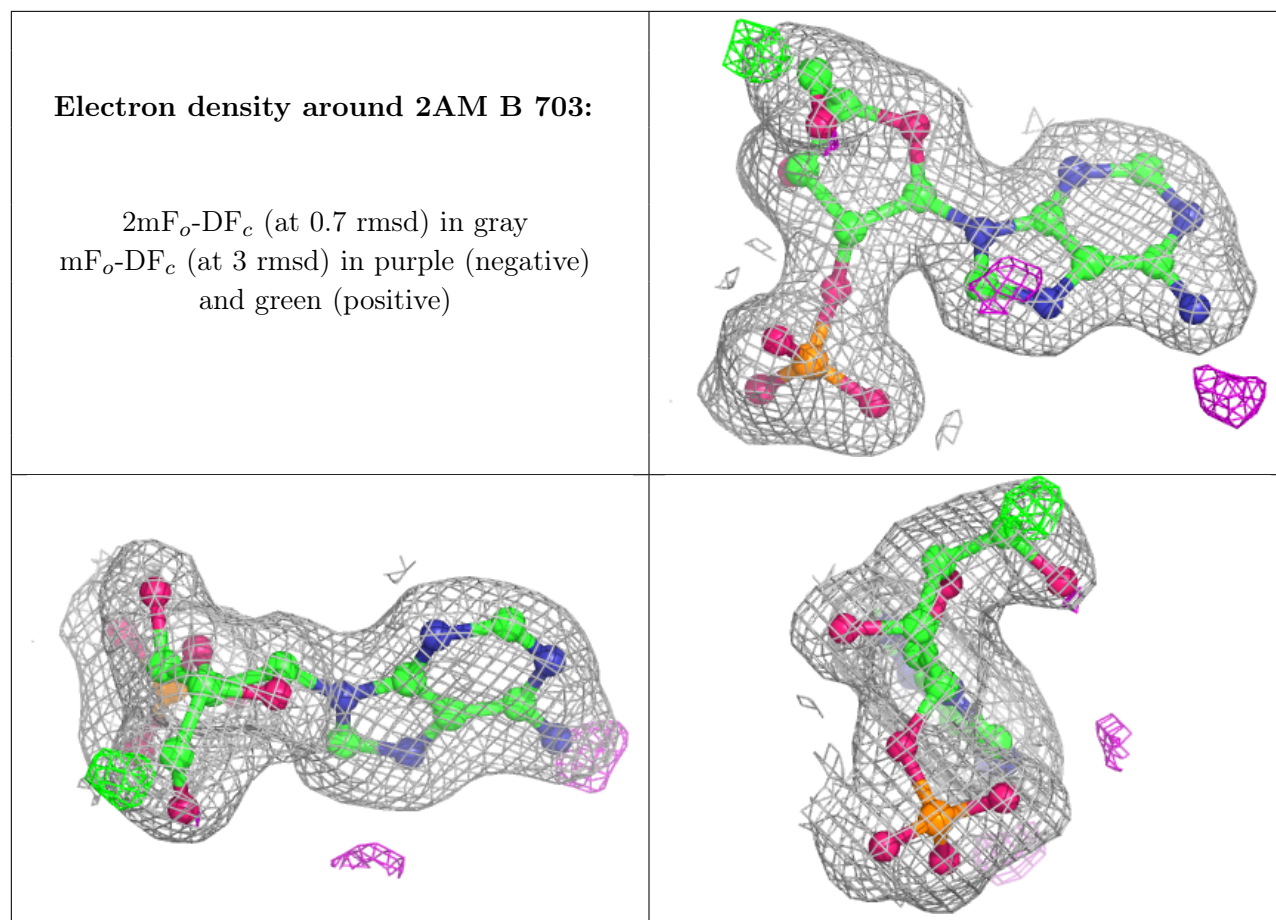 Electron density around 2AM B 703:
2mFo-DFc (at 0.7 rmsd) in gray
mFo-DFc (at 3 rmsd) in purple (negative)
and green (positive)